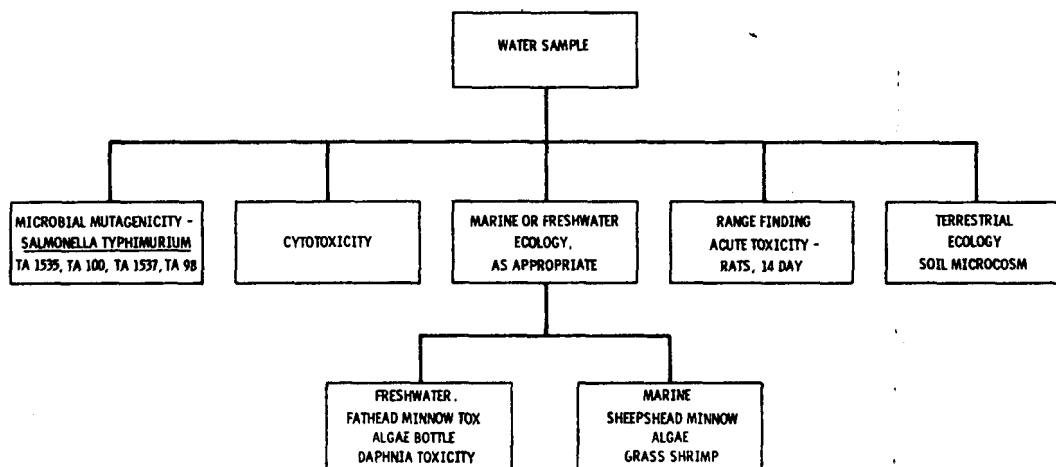 WATER SAMPLE
MICROBIAL MUTAGENICITY -
SALMONELLA TYPHIMURIUM
TA 1535, TA 100, TA 1537, TA 98
CYTOTOXICITY
MARINE OR FRESHWATER
ECOLOGY,
AS APPROPRIATE
RANGE FINDING
ACUTE TOXICITY -
RATS, 14 DAY
TERRESTRIAL
ECOLOGY
SOIL MICROCOSM
FRESHWATER.
FATHEAD MINNOW TOX
ALGAE BOTTLE
DAPHNIA TOXICITY
MARINE
SHEEPSHEAD MINNOW
ALGAE
GRASS SHRIMP